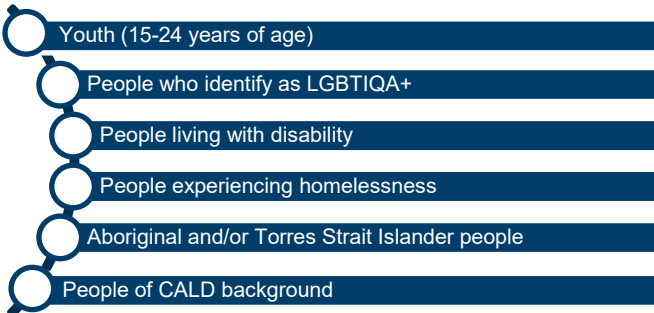 Youth (15-24 years of age)
People who identify as LGBTIQA+
People living with disability
People experiencing homelessness
Aboriginal and/or Torres Strait Islander people
People of CALD background